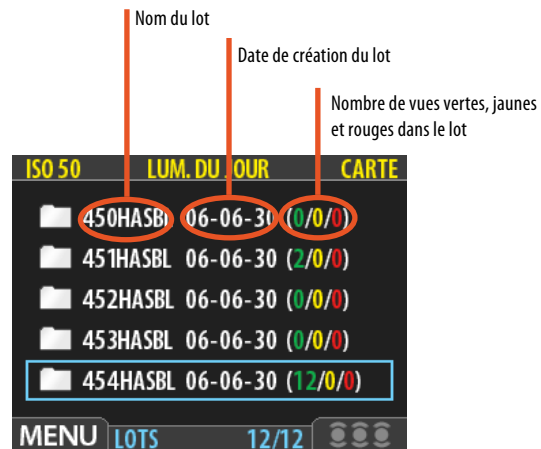 Nom du lot
Date de création du lot
Nombre de vues vertes, jaunes
et rouges dans le lot
ISO 50 LUM. DU JOUR CARTE
450HASBL 06-06-30 (0/0/0)
451HASBL 06-06-30 (2/0/0)
452HASBL 06-06-30 (0/0/0)
453HASBL 06-06-30 (0/0/0)
454HASBL 06-06-30 (12/0/0)
MENU LOTS 12/12